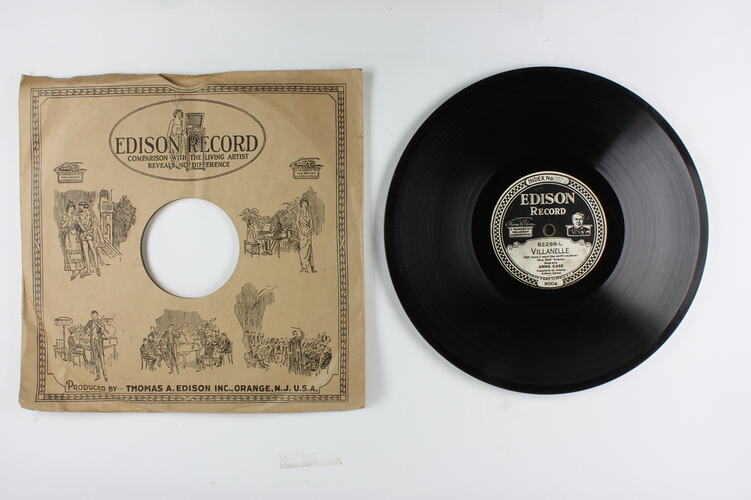 EDISON RECORD
COMPARISON WITH THE LIVING ARTIST
REVEALS NO DIFFERENCE
PRODUCED BY... THOMAS A. EDISON INC., ORANGE, N.J. U.S.A.
INDEX No.
EDISON
RECORD
82298-L
VILLANELLE
Soprano
ANNA CASE
9004